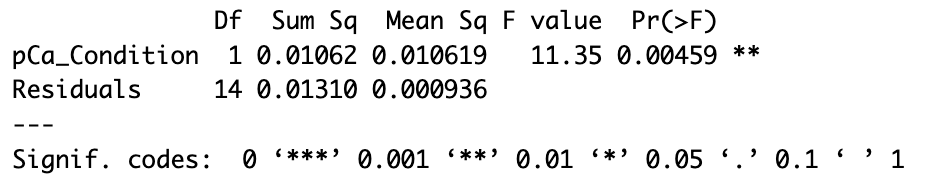 Df Sum Sq Mean Sq F value Pr(>F)
pCa_Condition 1 0.01062 0.010619 11.35 0.00459 **
Residuals 14 0.01310 0.000936
---
Signif. codes: 0 ‘***’ 0.001 ‘**’ 0.01 ‘*’ 0.05 ‘.’ 0.1 ‘ ’ 1